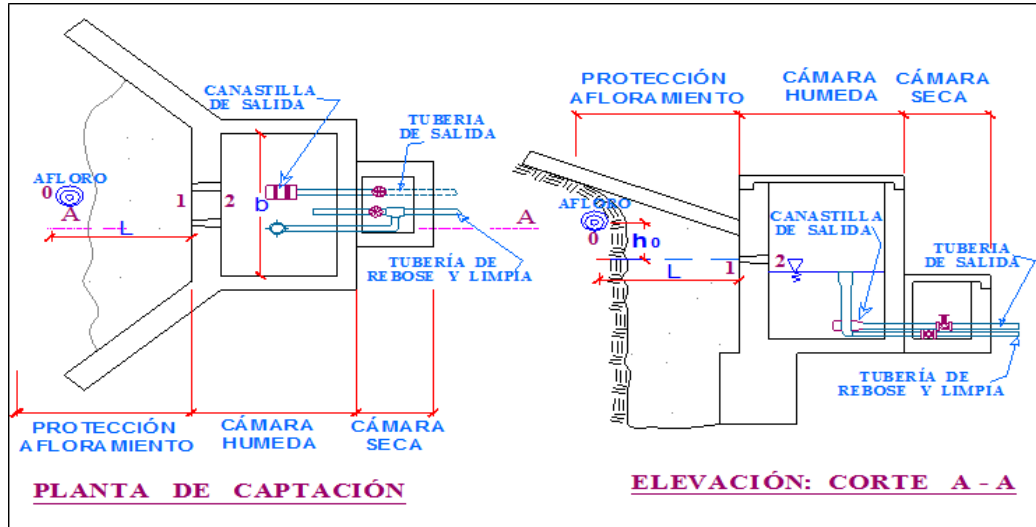 CANASTILLA
DE SALIDA
TUBERIA
DE SALIDA
AFLORO
0
A
L
1
2
b
A
TUBERÍA DE
REBOSE Y LIMPIA
PROTECCIÓN
AFLORAMIENTO
CÁMARA
HUMEDA
CÁMARA
SECA
PLANTA DE CAPTACIÓN
PROTECCIÓN
AFLORAMIENTO
CÁMARA
HUMEDA
CÁMARA
SECA
AFLORO
0
h0
L
1
2
CANASTILLA
DE SALIDA
TUBERIA
DE SALIDA
TUBERÍA DE
REBOSE Y LIMPIA
ELEVACIÓN: CORTE A - A